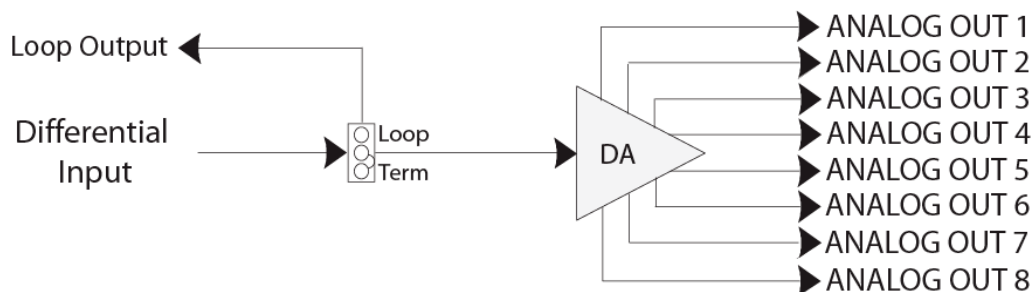 Loop Output
Differential
Input
Loop
Term
DA
ANALOG OUT 1
ANALOG OUT 2
ANALOG OUT 3
ANALOG OUT 4
ANALOG OUT 5
ANALOG OUT 6
ANALOG OUT 7
ANALOG OUT 8